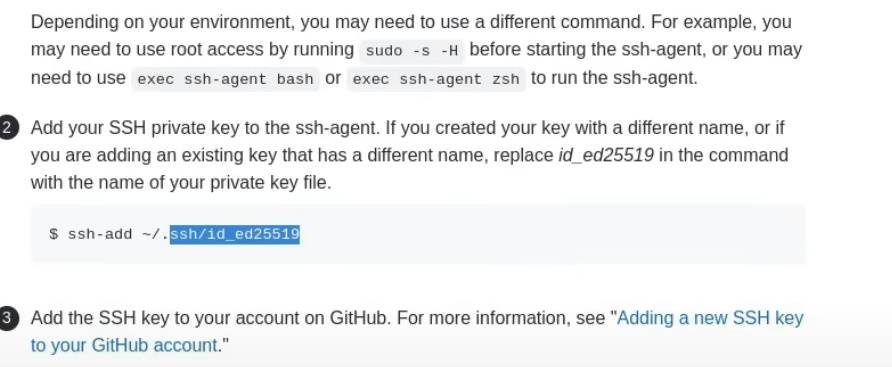 Depending on your environment, you may need to use a different command. For example, you
may need to use root access by running sudo -s -H before starting the ssh-agent, or you may
need to use exec ssh-agent bash or exec ssh-agent zsh to run the ssh-agent.
2 Add your SSH private key to the ssh-agent. If you created your key with a different name, or if
you are adding an existing key that has a different name, replace id_ed25519 in the command
with the name of your private key file.
$ ssh-add ~/.ssh/id_ed25519
3 Add the SSH key to your account on GitHub. For more information, see "Adding a new SSH key
to your GitHub account."